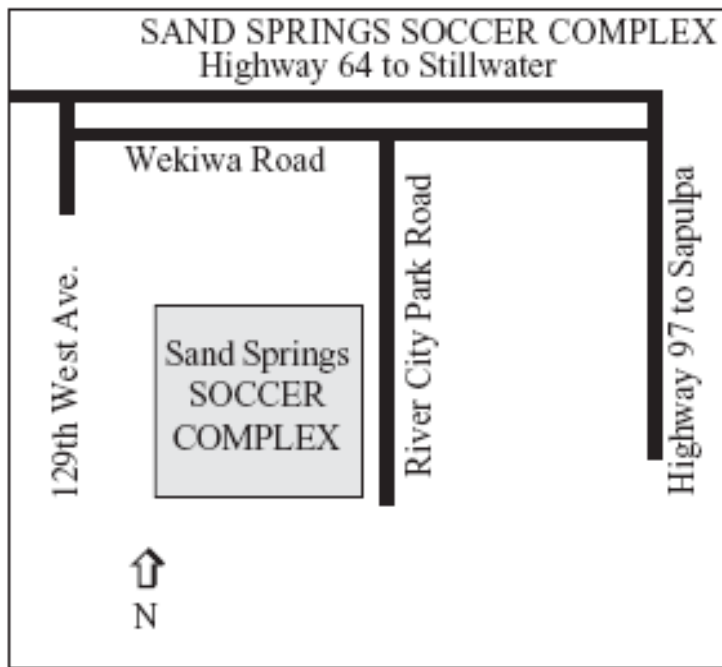 SAND SPRINGS SOCCER COMPLEX
Highway 64 to Stillwater
Wekiwa Road
River City Park Road
Highway 97 to Sapulpa
129th West Ave.
Sand Springs
SOCCER
COMPLEX
N